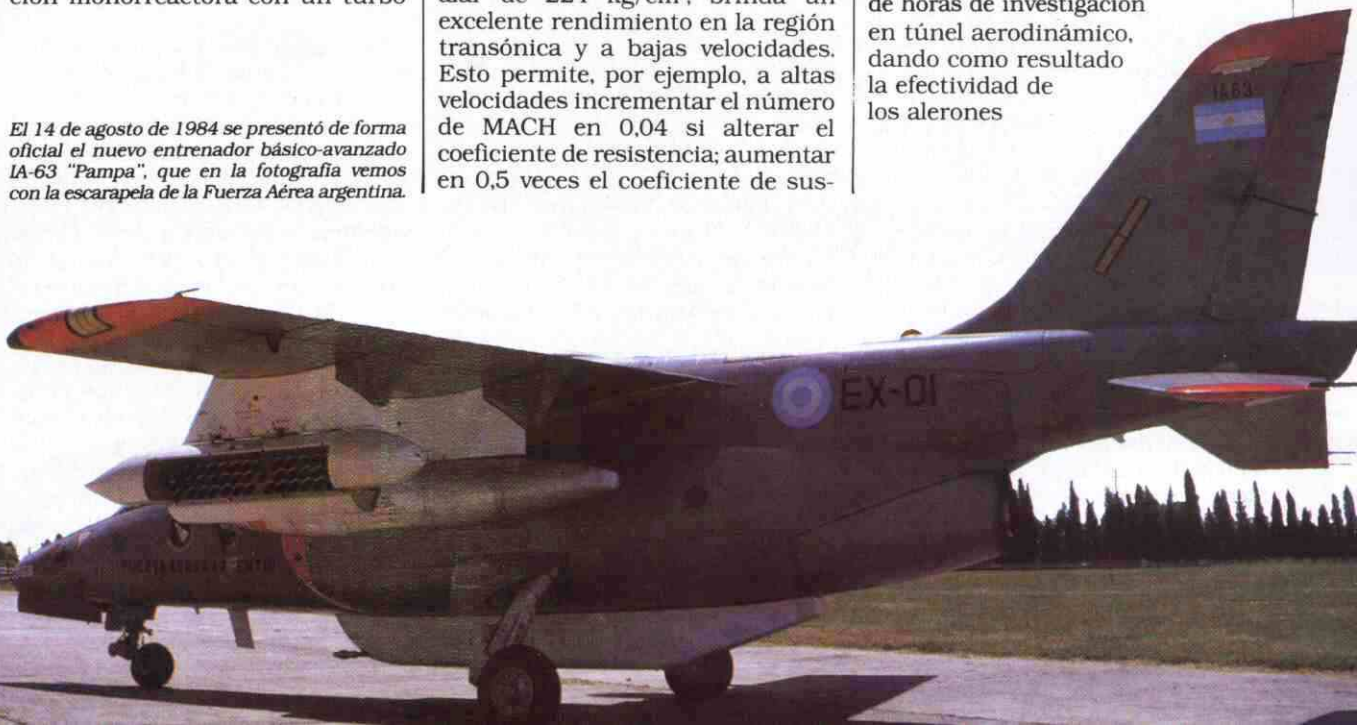 ción monorreactora con un turbo
El 14 de agosto de 1984 se presentó de forma
oficial el nuevo entrenador básico-avanzado
IA-63 "Pampa", que en la fotografía vemos
con la escarapela de la Fuerza Aérea argentina.
excelente rendimiento en la región
transónica y a bajas velocidades.
Esto permite, por ejemplo, a altas
velocidades incrementar el número
de MACH en 0,04 si alterar el
coeficiente de resistencia; aumentar
en 0,5 veces el coeficiente de sus-
de horas de investigación
en túnel aerodinámico,
dando como resultado
la efectividad de
los alerones
IA 63
EX-01